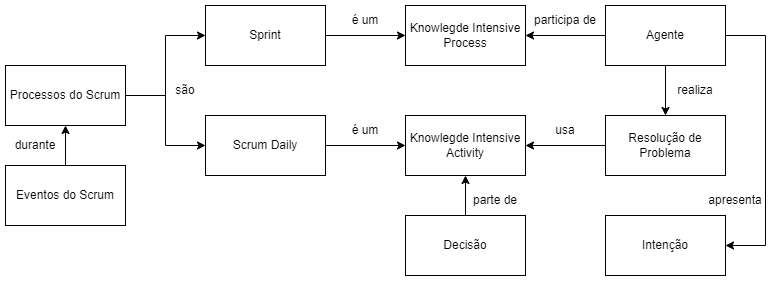 Sprint
é um
Knowlegde Intensive
Process
participa de
Agente
Processos do Scrum
são
realiza
durante
Scrum Daily
é um
Knowlegde Intensive
Activity
usa
Resolução de
Problema
Eventos do Scrum
parte de
apresenta
Decisão
Intenção